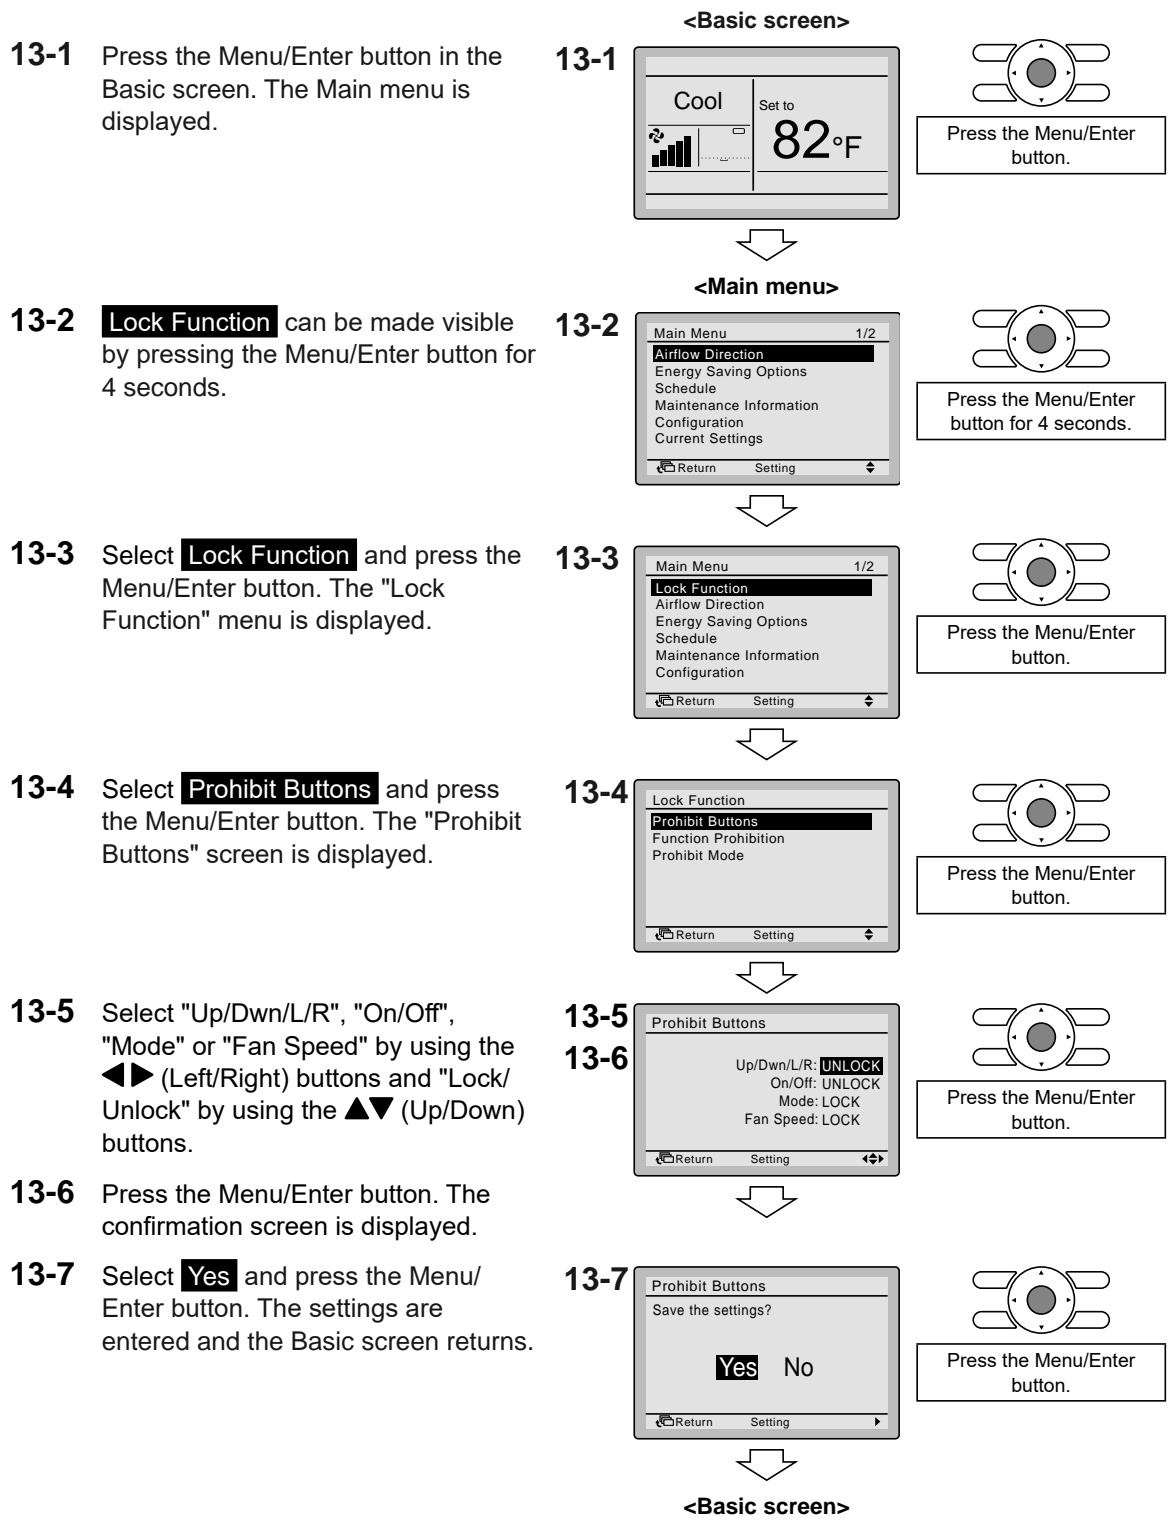 <Basic screen>
13-1 Press the Menu/Enter button in the
Basic screen. The Main menu is
displayed.
13-1
Cool
Set to
82°F
Press the Menu/Enter
button.
<Main menu>
13-2 Lock Function can be made visible
by pressing the Menu/Enter button for
4 seconds.
13-2
Main Menu 1/2
Airflow Direction
Energy Saving Options
Schedule
Maintenance Information
Configuration
Current Settings
Return Setting
Press the Menu/Enter
button for 4 seconds.
13-3 Select Lock Function and press the
Menu/Enter button. The "Lock
Function" menu is displayed.
13-3
Main Menu 1/2
Lock Function
Airflow Direction
Energy Saving Options
Schedule
Maintenance Information
Configuration
Return Setting
Press the Menu/Enter
button.
13-4 Select Prohibit Buttons and press
the Menu/Enter button. The "Prohibit
Buttons" screen is displayed.
13-4
Lock Function
Prohibit Buttons
Function Prohibition
Prohibit Mode
Return Setting
Press the Menu/Enter
button.
13-5 Select "Up/Dwn/L/R", "On/Off",
"Mode" or "Fan Speed" by using the
◀▶ (Left/Right) buttons and "Lock/
Unlock" by using the ▲▼ (Up/Down)
buttons.
13-6 Press the Menu/Enter button. The
confirmation screen is displayed.
13-5
13-6
Prohibit Buttons
Up/Dwn/L/R: UNLOCK
On/Off: UNLOCK
Mode: LOCK
Fan Speed: LOCK
Return Setting
Press the Menu/Enter
button.
13-7 Select Yes and press the Menu/
Enter button. The settings are
entered and the Basic screen returns.
13-7
Prohibit Buttons
Save the settings?
Yes No
Return Setting
Press the Menu/Enter
button.
<Basic screen>